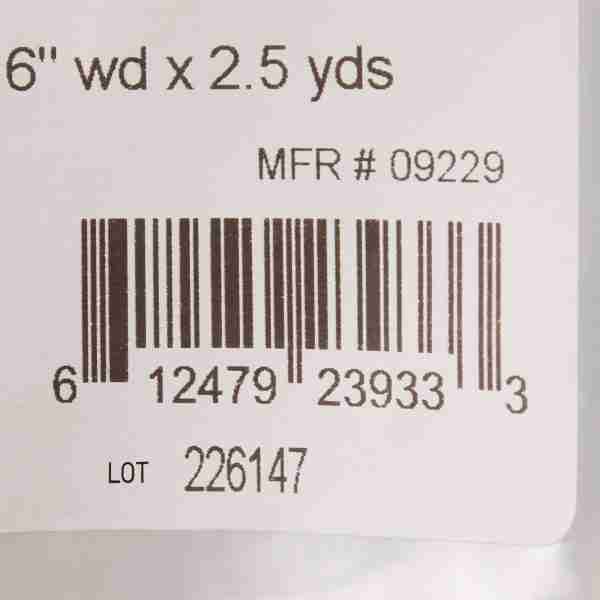 6" wd x 2.5 yds
MFR # 09229
6 12479 23933 3
LOT 226147